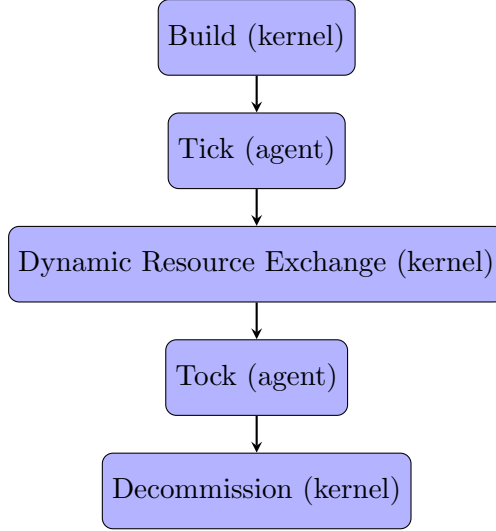 Build (kernel)
Tick (agent)
Dynamic Resource Exchange (kernel)
Tock (agent)
Decommission (kernel)